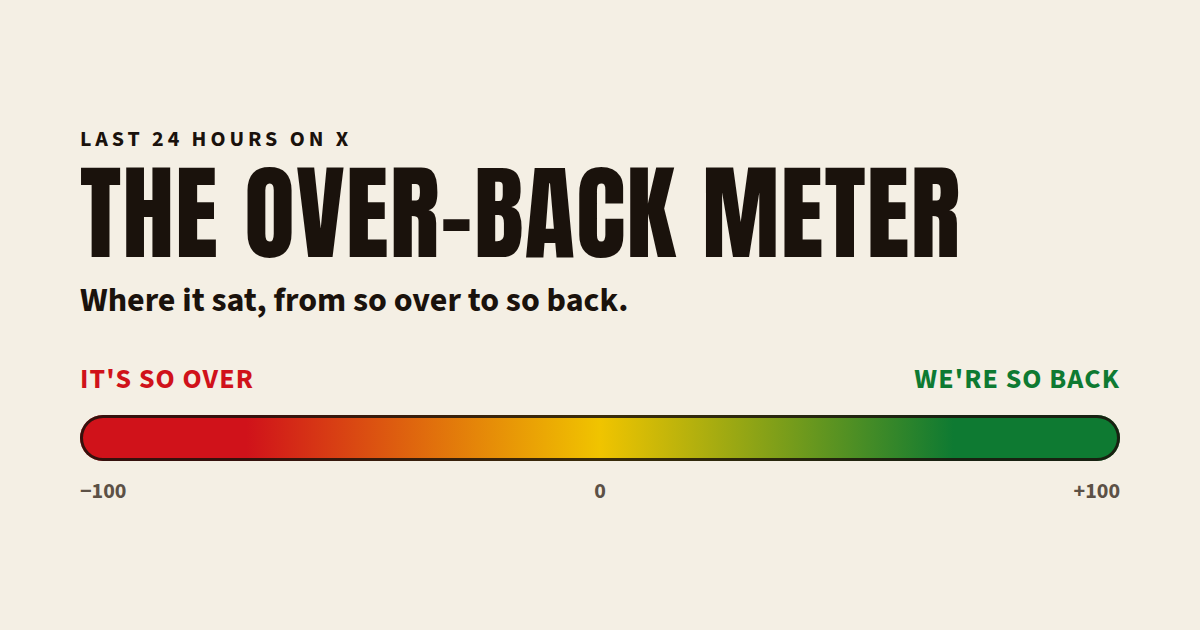 LAST 24 HOURS ON X
THE OVER-BACK METER
Where it sat, from so over to so back.
IT'S SO OVER
WE'RE SO BACK
−100
0
+100